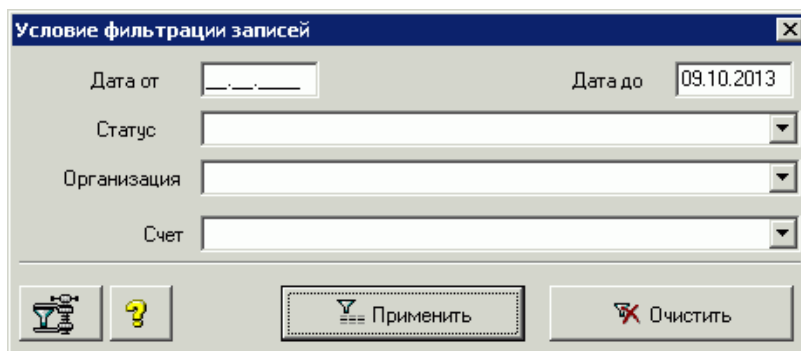 Условие фильтрации записей
Дата от __.__.____ Дата до 09.10.2013
Статус
Организация
Счет
? Применить Очистить